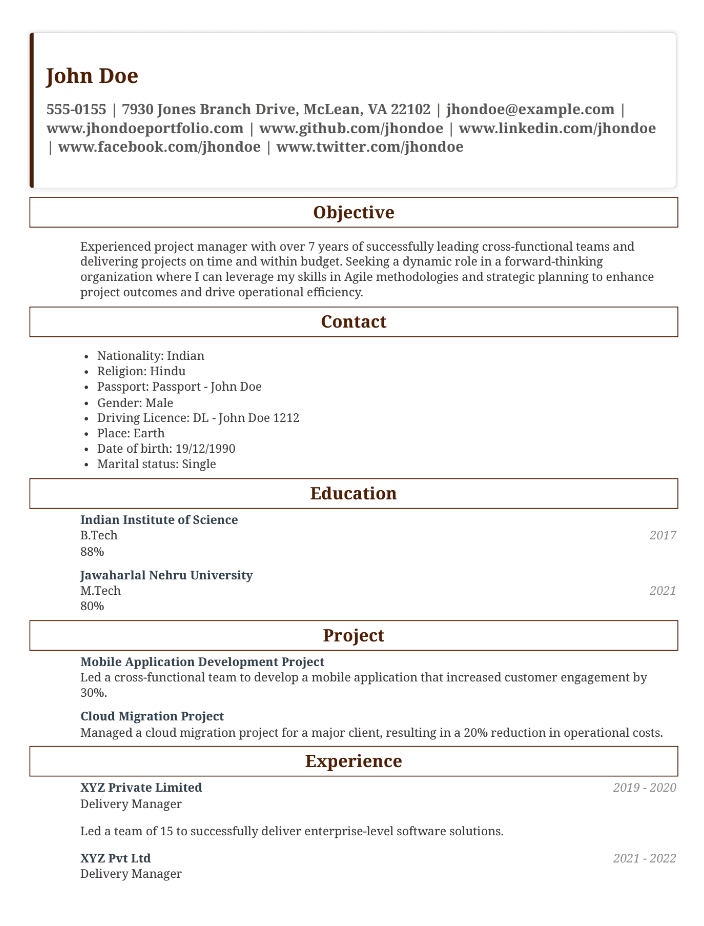 John Doe
555-0155 | 7930 Jones Branch Drive, McLean, VA 22102 | jhondoe@example.com |
www.jhondoeportfolio.com | www.github.com/jhondoe | www.linkedin.com/jhondoe
| www.facebook.com/jhondoe | www.twitter.com/jhondoe
Objective
Experienced project manager with over 7 years of successfully leading cross-functional teams and
delivering projects on time and within budget. Seeking a dynamic role in a forward-thinking
organization where I can leverage my skills in Agile methodologies and strategic planning to enhance
project outcomes and drive operational efficiency.
Contact
• Nationality: Indian
• Religion: Hindu
• Passport: Passport - John Doe
• Gender: Male
• Driving Licence: DL - John Doe 1212
• Place: Earth
• Date of birth: 19/12/1990
• Marital status: Single
Education
Indian Institute of Science
B.Tech 2017
88%
Jawaharlal Nehru University
M.Tech 2021
80%
Project
Mobile Application Development Project
Led a cross-functional team to develop a mobile application that increased customer engagement by
30%.
Cloud Migration Project
Managed a cloud migration project for a major client, resulting in a 20% reduction in operational costs.
Experience
XYZ Private Limited 2019 - 2020
Delivery Manager
Led a team of 15 to successfully deliver enterprise-level software solutions.
XYZ Pvt Ltd 2021 - 2022
Delivery Manager